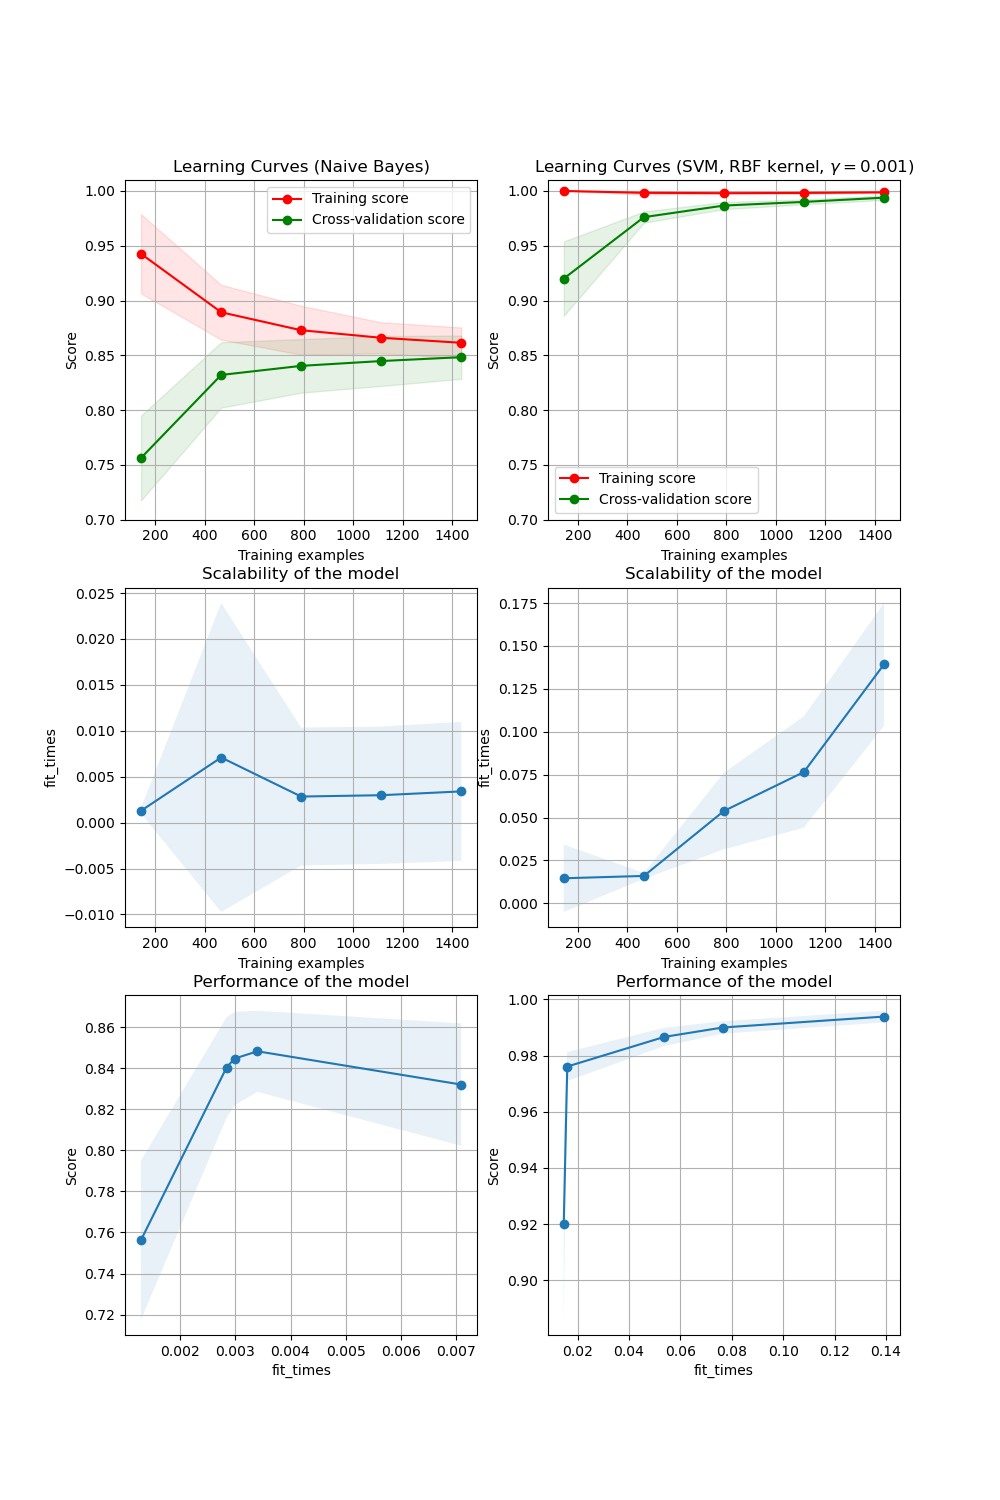 Learning Curves (Naive Bayes)
1.00
0.95
0.90
0.85
0.80
0.75
0.70
Score
Training score
Cross-validation score
200 400 600 800 1000 1200 1400
Training examples
Learning Curves (SVM, RBF kernel, γ = 0.001)
1.00
0.95
0.90
0.85
0.80
0.75
0.70
Score
Training score
Cross-validation score
200 400 600 800 1000 1200 1400
Training examples
Scalability of the model
0.025
0.020
0.015
0.010
0.005
0.000
−0.005
−0.010
fit_times
200 400 600 800 1000 1200 1400
Training examples
Scalability of the model
0.175
0.150
0.125
0.100
0.075
0.050
0.025
0.000
fit_times
200 400 600 800 1000 1200 1400
Training examples
Performance of the model
0.86
0.84
0.82
0.80
0.78
0.76
0.74
0.72
Score
0.002 0.003 0.004 0.005 0.006 0.007
fit_times
Performance of the model
1.00
0.98
0.96
0.94
0.92
0.90
Score
0.02 0.04 0.06 0.08 0.10 0.12 0.14
fit_times